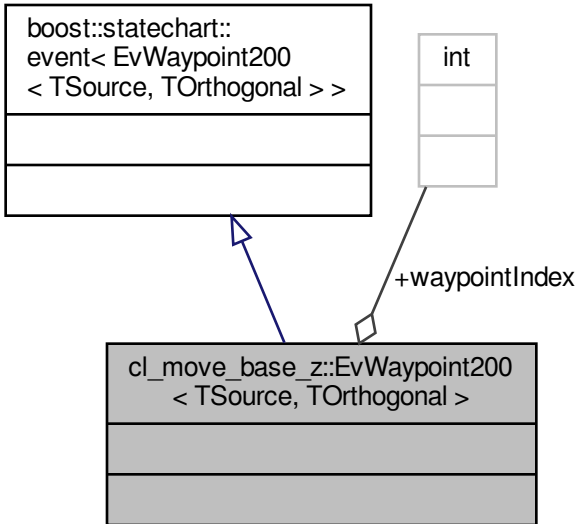 boost::statechart::
event< EvWaypoint200
< TSource, TOrthogonal > >
int
+waypointIndex
cl_move_base_z::EvWaypoint200
< TSource, TOrthogonal >